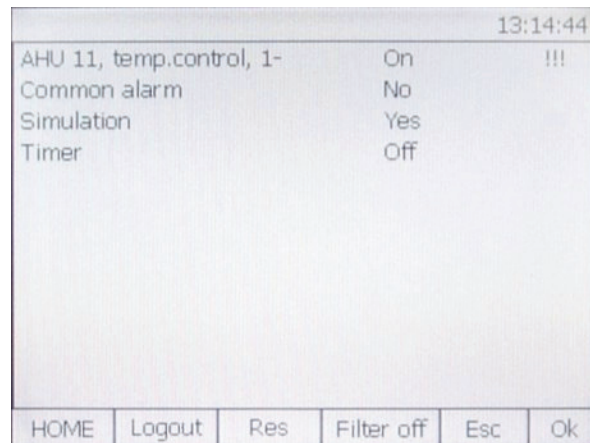 13:14:44
AHU 11, temp.control, 1- On !!!
Common alarm No
Simulation Yes
Timer Off
HOME Logout Res Filter off Esc Ok